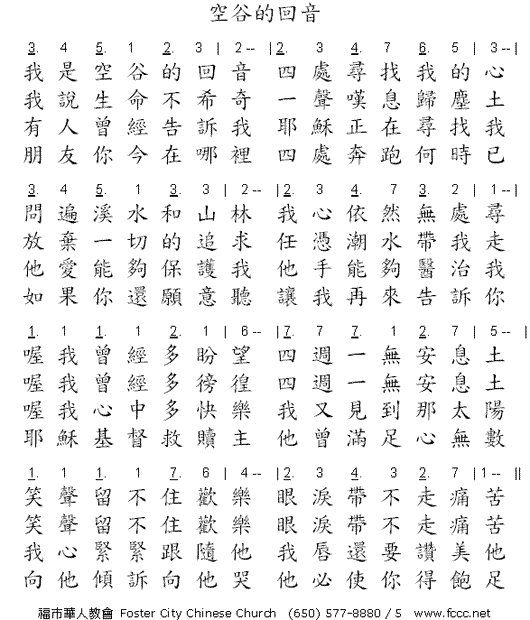 空谷的回音
3. 4 5. 1 2. 3 | 2 -- | 2. 3 4. 7 6. 5 | 3 -- |
我是空谷的回音 四處尋找我的心
我說生命不希奇 一聲嘆息歸塵土
有人曾經告訴我 耶穌正在尋找我
朋友你今在哪裡 四處奔跑何時已
3. 4 5. 1 3. 3 | 2 -- | 2. 3 4. 7 3. 2 | 1 -- |
問遍溪水和山林 我心依然無處尋
放棄一切的追求 任憑潮水帶我走
他愛能夠保護我 他手能夠醫治我
如果你還願意聽 讓我再來告訴你
1. 1 1. 1 2. 1 | 6 -- | 7. 7 7. 1 2. 7 | 5 -- |
喔我曾經多盼望 四週一無安息土
喔我曾經多徬徨 四週一無安息土
喔我心中多快樂 我又見到那太陽
耶穌基督救贖主 他曾滿足心無數
1. 1 1. 1 7. 6 | 4 -- | 2. 3 4. 3 2. 7 | 1 -- ||
笑聲留不住歡樂 眼淚帶不走痛苦
笑聲留不住歡樂 眼淚帶不走痛苦
我心緊緊跟隨他 我唇還要讚美他
向他傾訴向他哭 他必使你得飽足
福市華人教會 Foster City Chinese Church (650) 577-8880 / 5 www.fccc.net